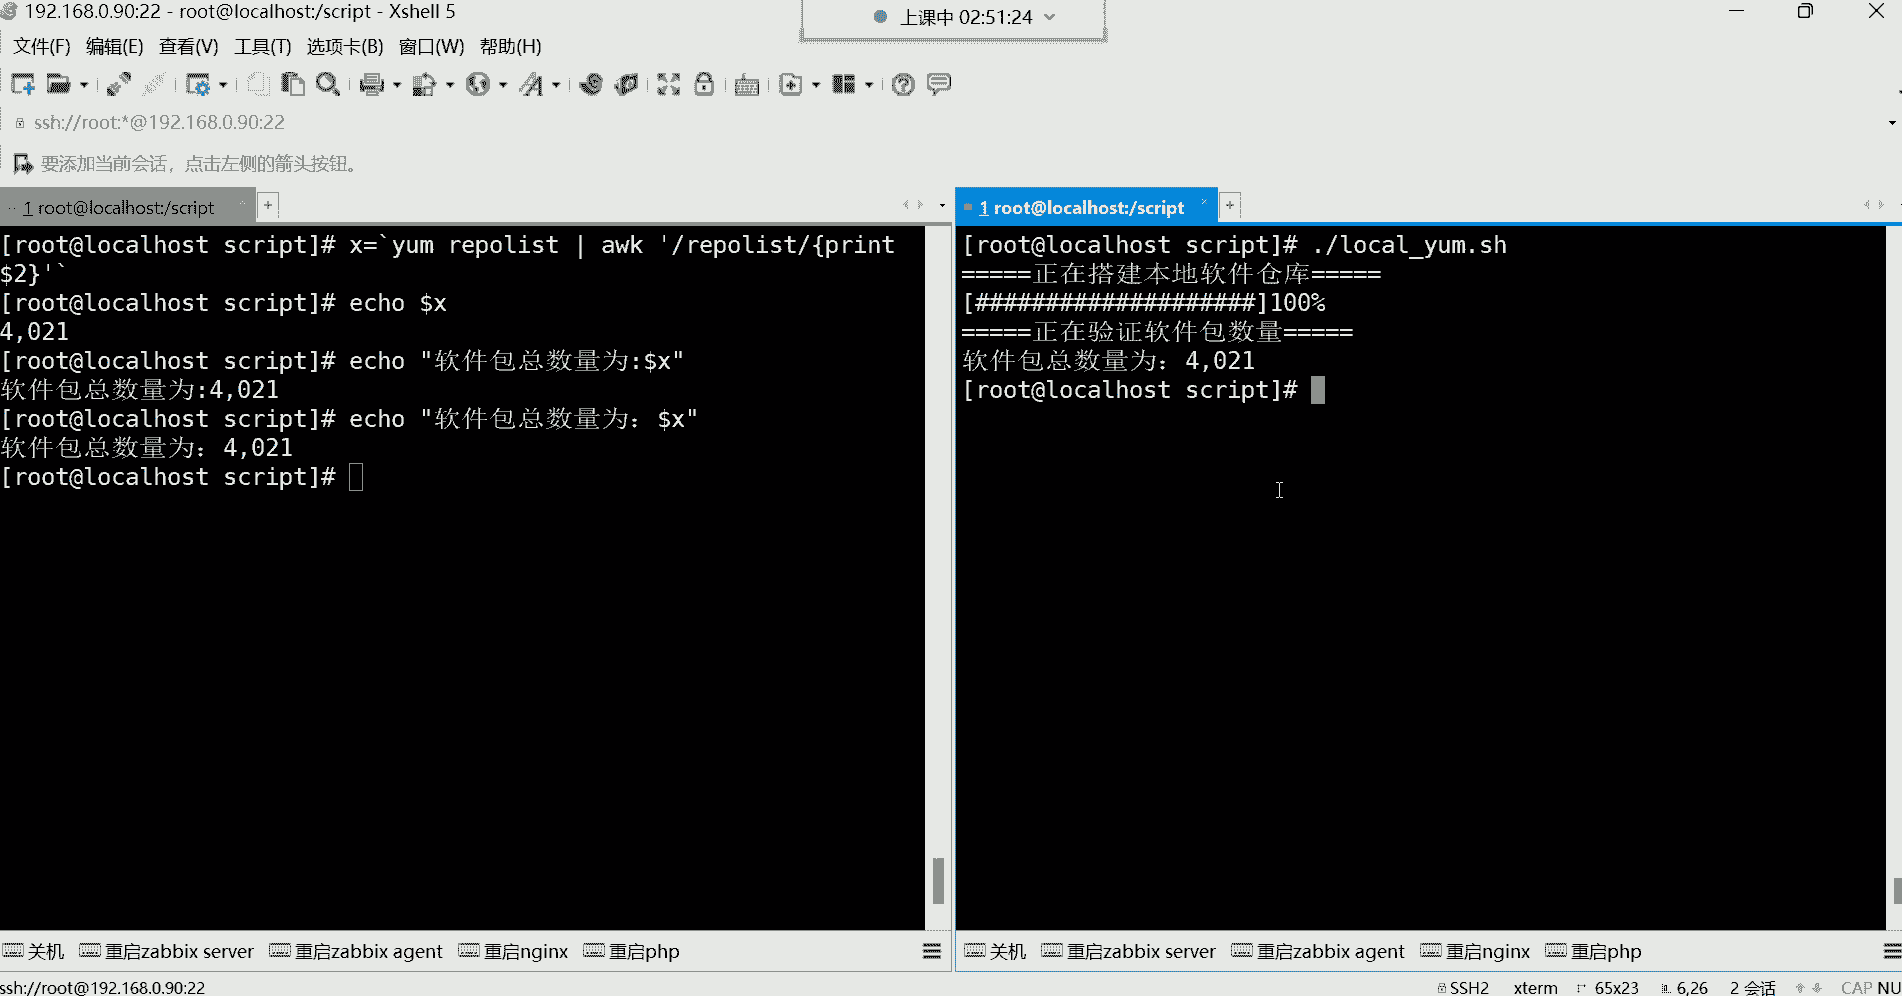 192.168.0.90:22 - root@localhost:/script - Xshell 5
上课中 02:51:24
文件(F) 编辑(E) 查看(V) 工具(T) 选项卡(B) 窗口(W) 帮助(H)
ssh://root:*@192.168.0.90:22
要添加当前会话，点击左侧的箭头按钮。
1 root@localhost:/script
[root@localhost script]# x=`yum repolist | awk '/repolist/{print
$2}'`
[root@localhost script]# echo $x
4,021
[root@localhost script]# echo "软件包总数量为:$x"
软件包总数量为:4,021
[root@localhost script]# echo "软件包总数量为：$x"
软件包总数量为：4,021
[root@localhost script]#
1 root@localhost:/script
[root@localhost script]# ./local_yum.sh
=====正在搭建本地软件仓库=====
[####################]100%
=====正在验证软件包数量=====
软件包总数量为：4,021
[root@localhost script]#
关机 重启zabbix server 重启zabbix agent 重启nginx 重启php
关机 重启zabbix server 重启zabbix agent 重启nginx 重启php
ssh://root@192.168.0.90:22
SSH2 xterm 65x23 6,26 2 会话 CAP NU